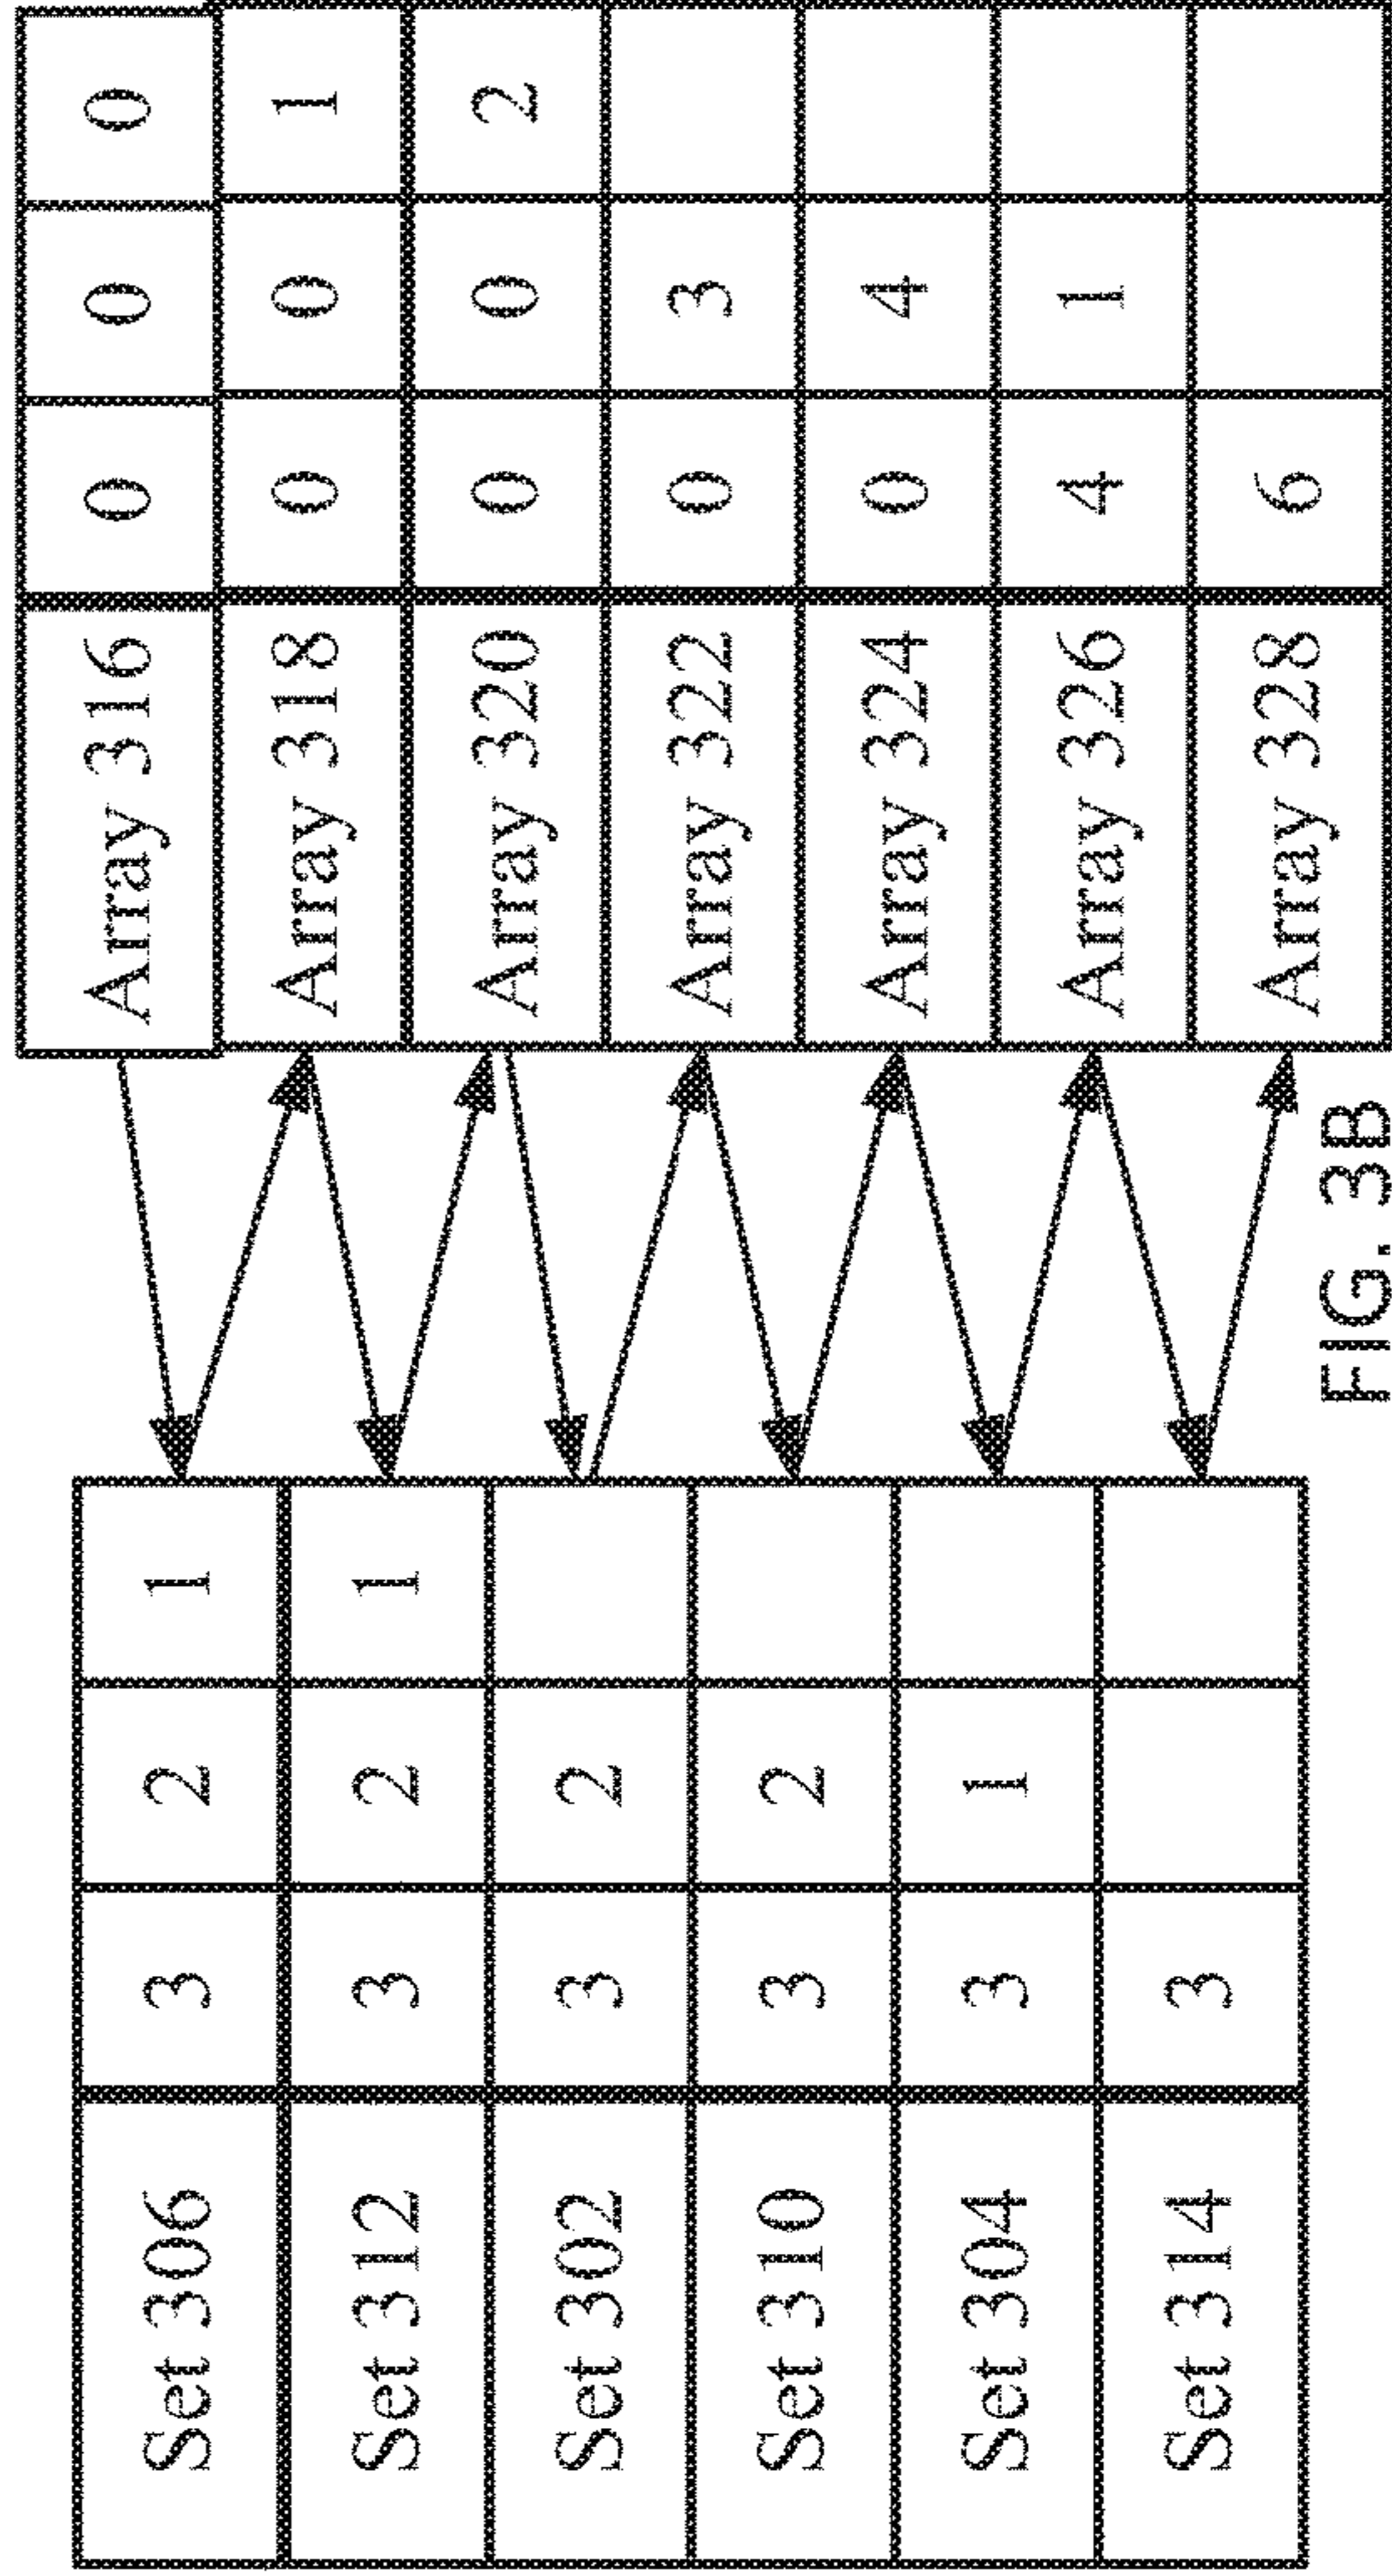 Set 306 3 2 1
Set 312 3 2 1
Set 302 3 2
Set 310 3 2
Set 304 3 1
Set 314 3
Array 316 0 0 0
Array 318 0 0 1
Array 320 0 0 2
Array 322 0 3
Array 324 0 4
Array 326 4 1
Array 328 6
FIG. 3B